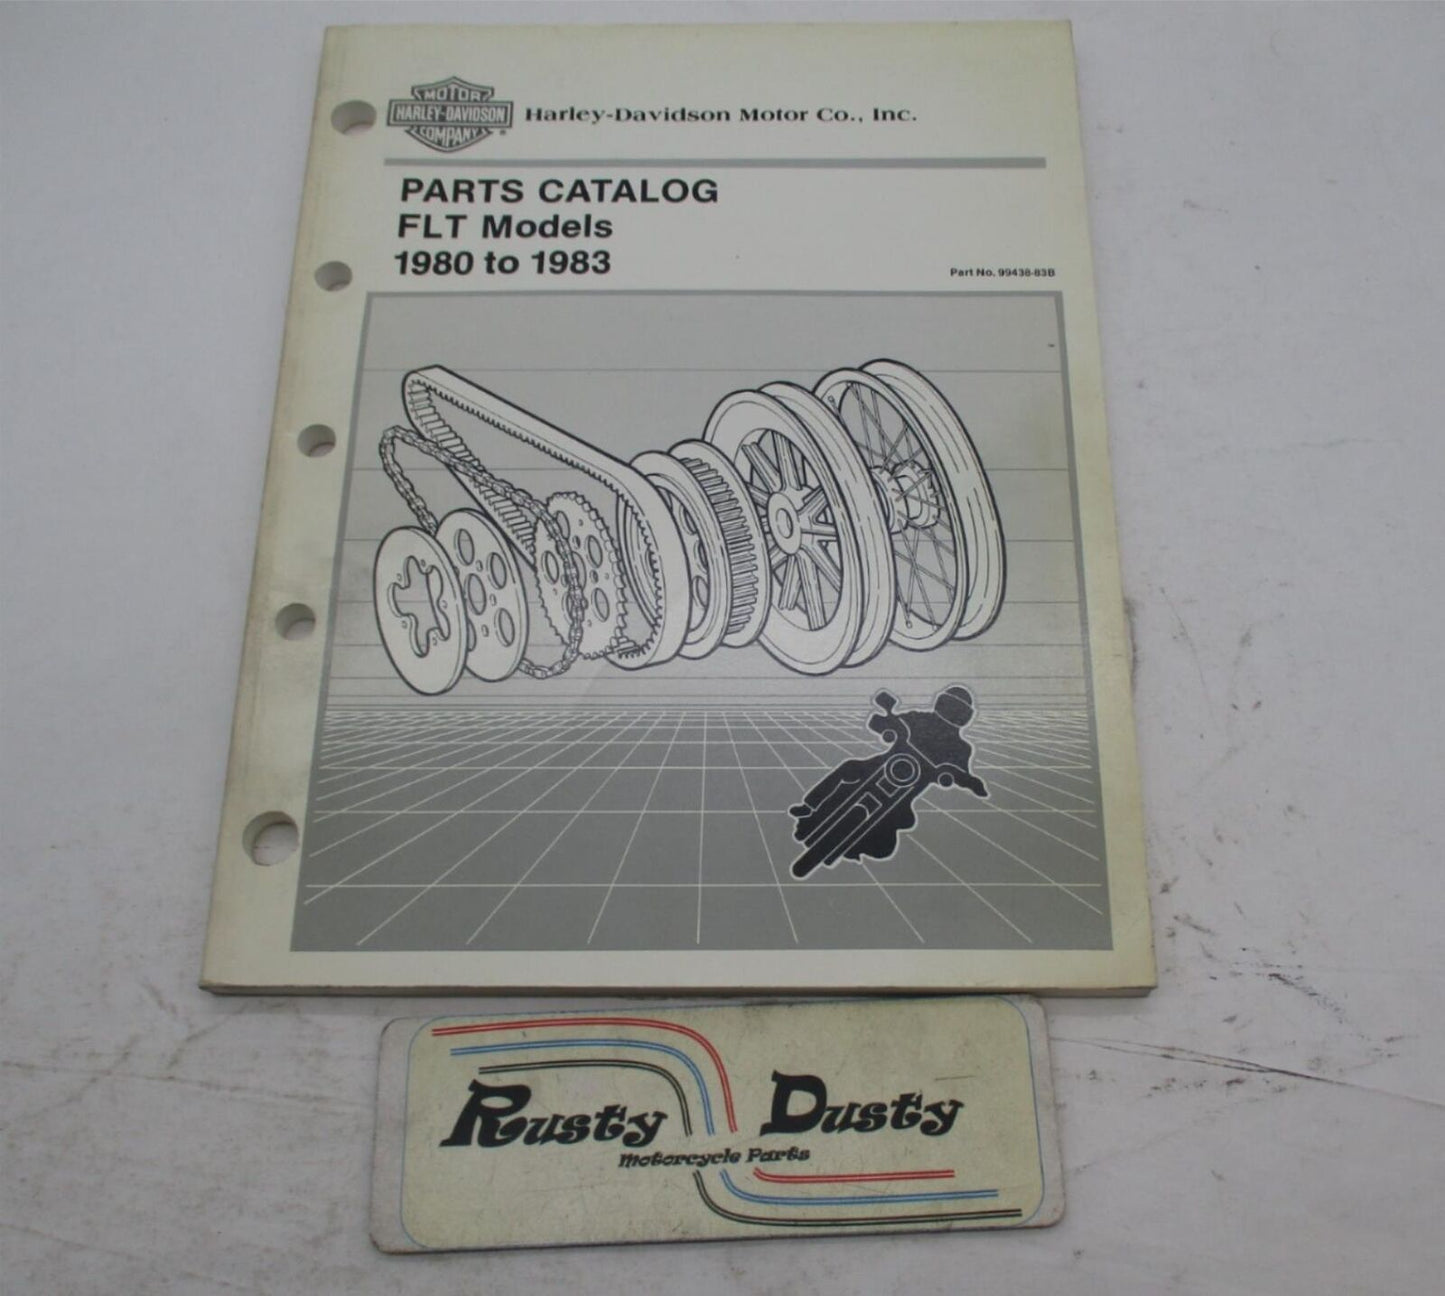 MOTOR
HARLEY-DAVIDSON
COMPANY
®
Harley-Davidson Motor Co., Inc.
PARTS CATALOG
FLT Models
1980 to 1983
Part No. 99438-83B
Rusty Dusty
Motorcycle Parts